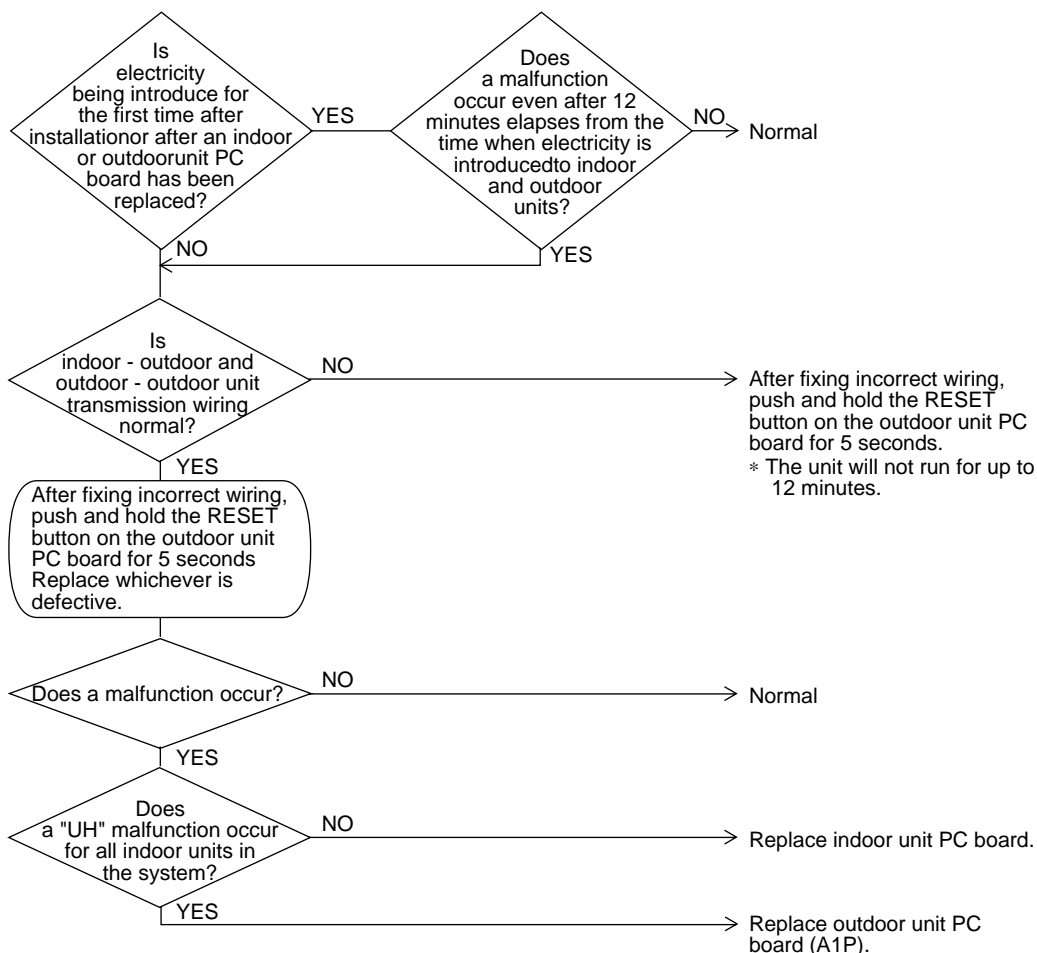 Is
electricity
being introduce for
the first time after
installationor after an indoor
or outdoorunit PC
board has been
replaced?
YES
Does
a malfunction
occur even after 12
minutes elapses from the
time when electricity is
introducedto indoor
and outdoor
units?
NO
Normal
NO
YES
Is
indoor - outdoor and
outdoor - outdoor unit
transmission wiring
normal?
NO
After fixing incorrect wiring,
push and hold the RESET
button on the outdoor unit PC
board for 5 seconds.
* The unit will not run for up to
12 minutes.
YES
After fixing incorrect wiring,
push and hold the RESET
button on the outdoor unit
PC board for 5 seconds
Replace whichever is
defective.
Does a malfunction occur?
NO
Normal
YES
Does
a "UH" malfunction occur
for all indoor units in
the system?
NO
Replace indoor unit PC board.
YES
Replace outdoor unit PC
board (A1P).